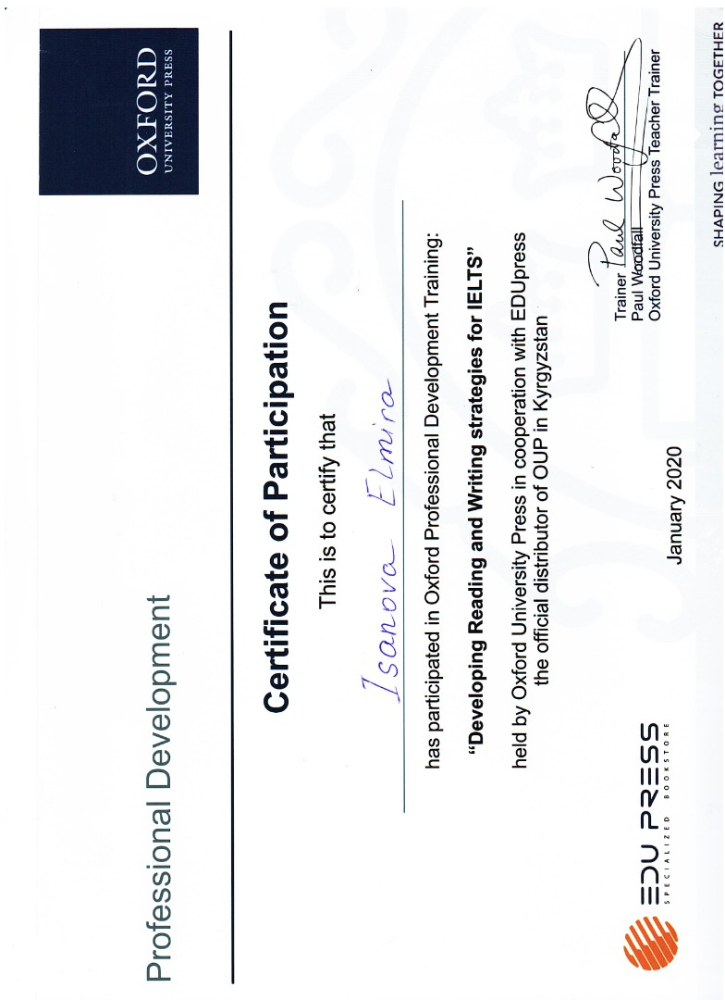 Professional Development
OXFORD
UNIVERSITY PRESS
Certificate of Participation
This is to certify that
Isanova Elmira
has participated in Oxford Professional Development Training:
“Developing Reading and Writing strategies for IELTS”
held by Oxford University Press in cooperation with EDUpress
the official distributor of OUP in Kyrgyzstan
Trainer Paul Woodfall
Paul Woodfall
Oxford University Press Teacher Trainer
January 2020
EDU PRESS
SPECIALIZED BOOKSTORE
SHAPING learning TOGETHER